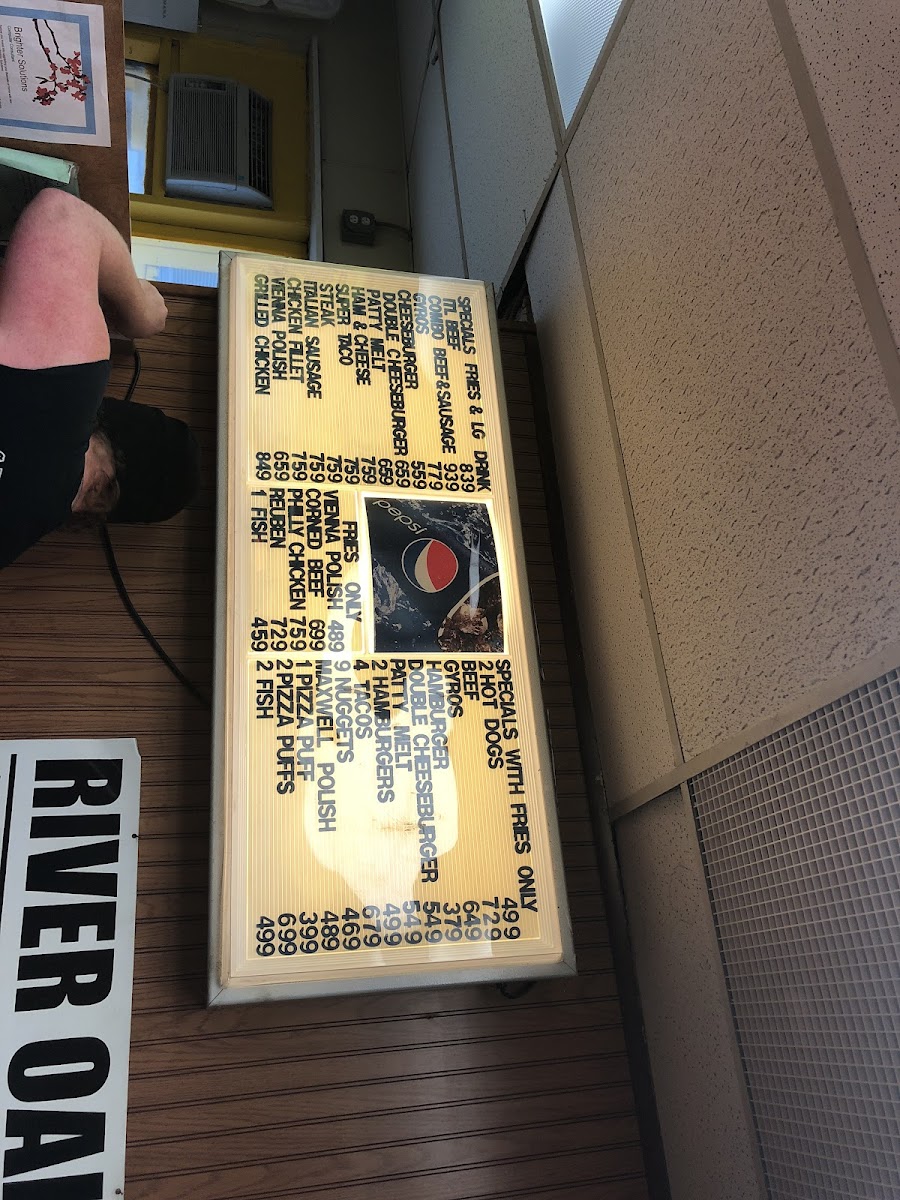 Brighter Solutions
SPECIALS FRIES & LG DRINK
IT'L BEEF 839
COMBO BEEF&SAUSAGE 939
GYROS 779
CHEESEBURGER 559
DOUBLE CHEESEBURGER 659
PATTY MELT 659
HAM & CHEESE 759
SUPER TACO 759
STEAK 759
ITALIAN SAUSAGE 759
CHICKEN FILLET 759
VIENNA POLISH 659
GRILLED CHICKEN 849
pepsi
FRIES ONLY
VIENNA POLISH 489
CORNED BEEF 699
PHILLY CHICKEN 759
REUBEN 729
1 FISH 459
SPECIALS WITH FRIES ONLY
2 HOT DOGS 499
BEEF 729
GYROS 649
HAMBURGER 379
DOUBLE CHEESEBURGER 549
PATTY MELT 549
2 HAMBURGERS 499
4 TACOS 679
9 NUGGETS 469
MAXWELL POLISH 489
1 PIZZA PUFF 399
2 PIZZA PUFFS 699
2 FISH 499
RIVER OA